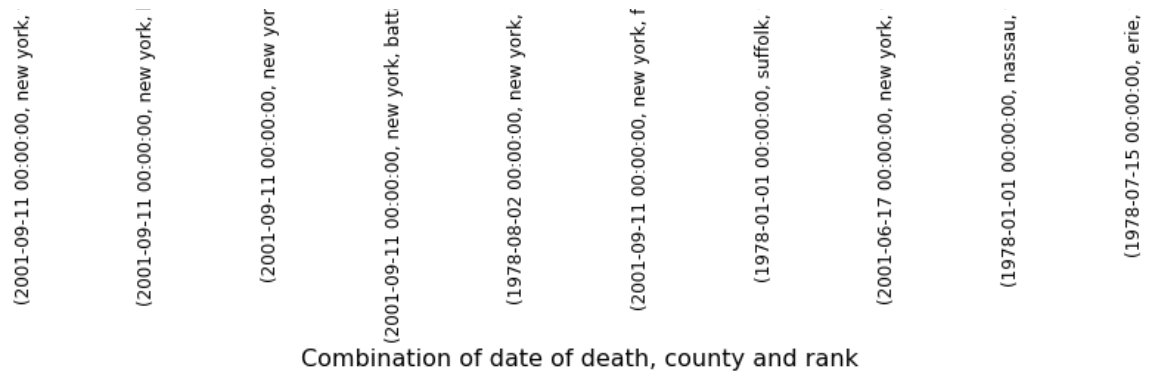 (2001-09-11 00:00:00, new york,
(2001-09-11 00:00:00, new york,
(2001-09-11 00:00:00, new yor
(2001-09-11 00:00:00, new york, batt
(1978-08-02 00:00:00, new york,
(2001-09-11 00:00:00, new york, f
(1978-01-01 00:00:00, suffolk,
(2001-06-17 00:00:00, new york,
(1978-01-01 00:00:00, nassau,
(1978-07-15 00:00:00, erie,
Combination of date of death, county and rank